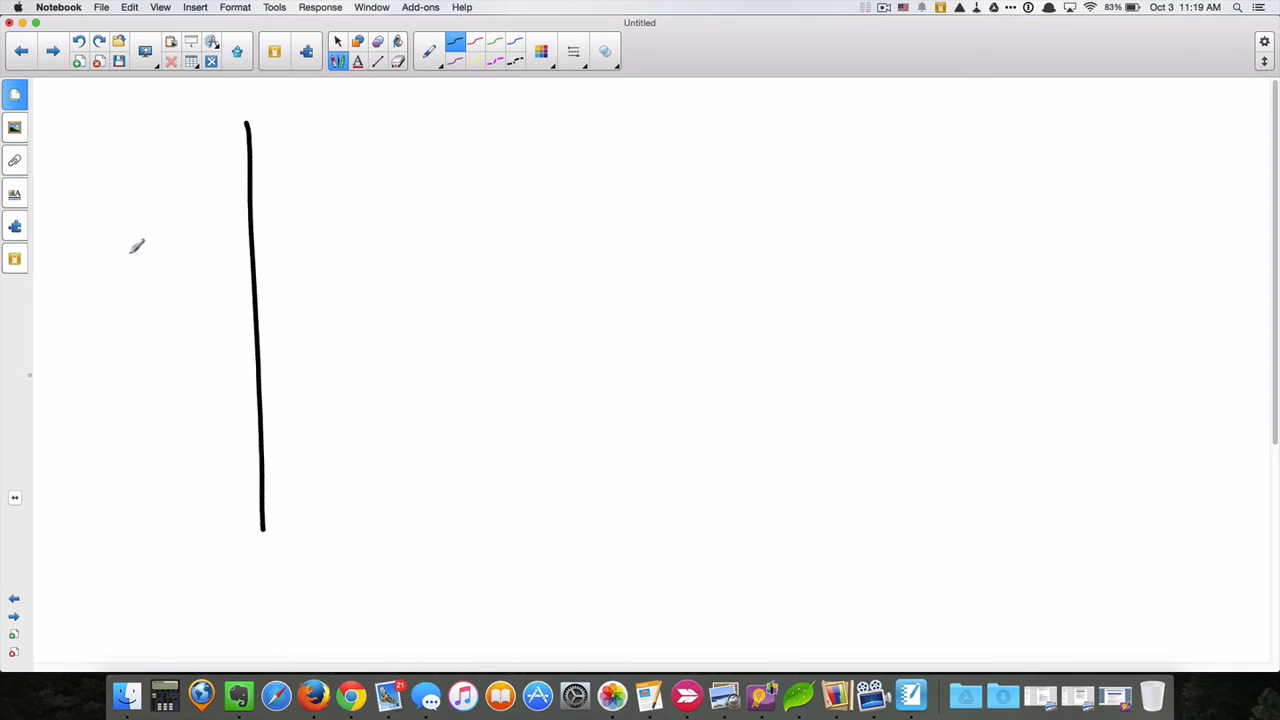 Notebook File Edit View Insert Format Tools Response Window Add-ons Help 83% Oct 3 11:19 AM
Untitled
A
A
21